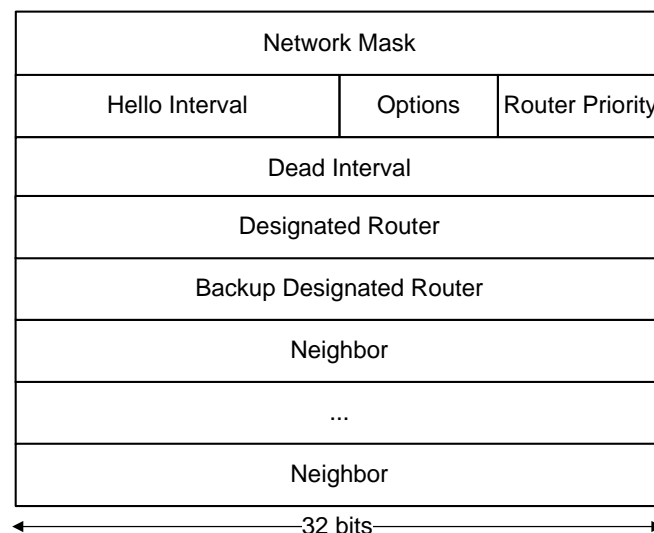 Network Mask
Hello Interval Options Router Priority
Dead Interval
Designated Router
Backup Designated Router
Neighbor
...
Neighbor
32 bits